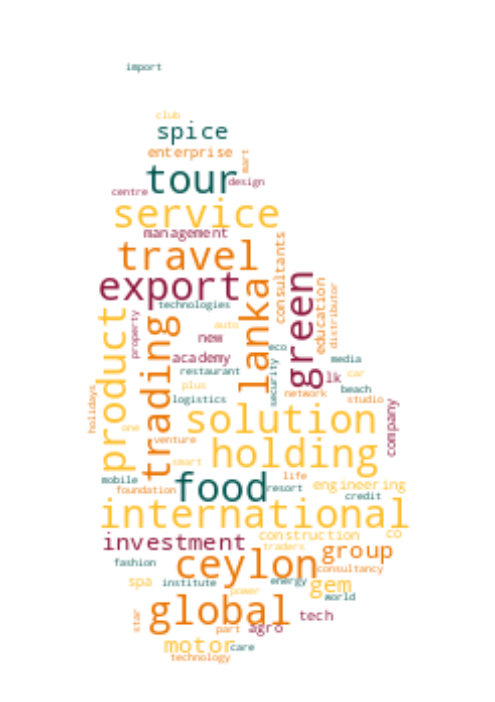 import
club
spice
enterprise
mart
tour
design
centre
service
management
consultants
travel
export
green
lanka
education
distributor
technologies
product
property
trading
auto
new
eco
academy
media
restaurant
security
lk
car
plus
beach
holidays
logistics
network
studio
company
solution
one
venture
holding
smart
mobile
food
life
foundation
resort
engineering
credit
international
investment
construction
co
traders
group
ceylon
fashion
consultancy
spa
institute
energy
gem
power
world
global
star
tech
part
agro
motor
care
technology